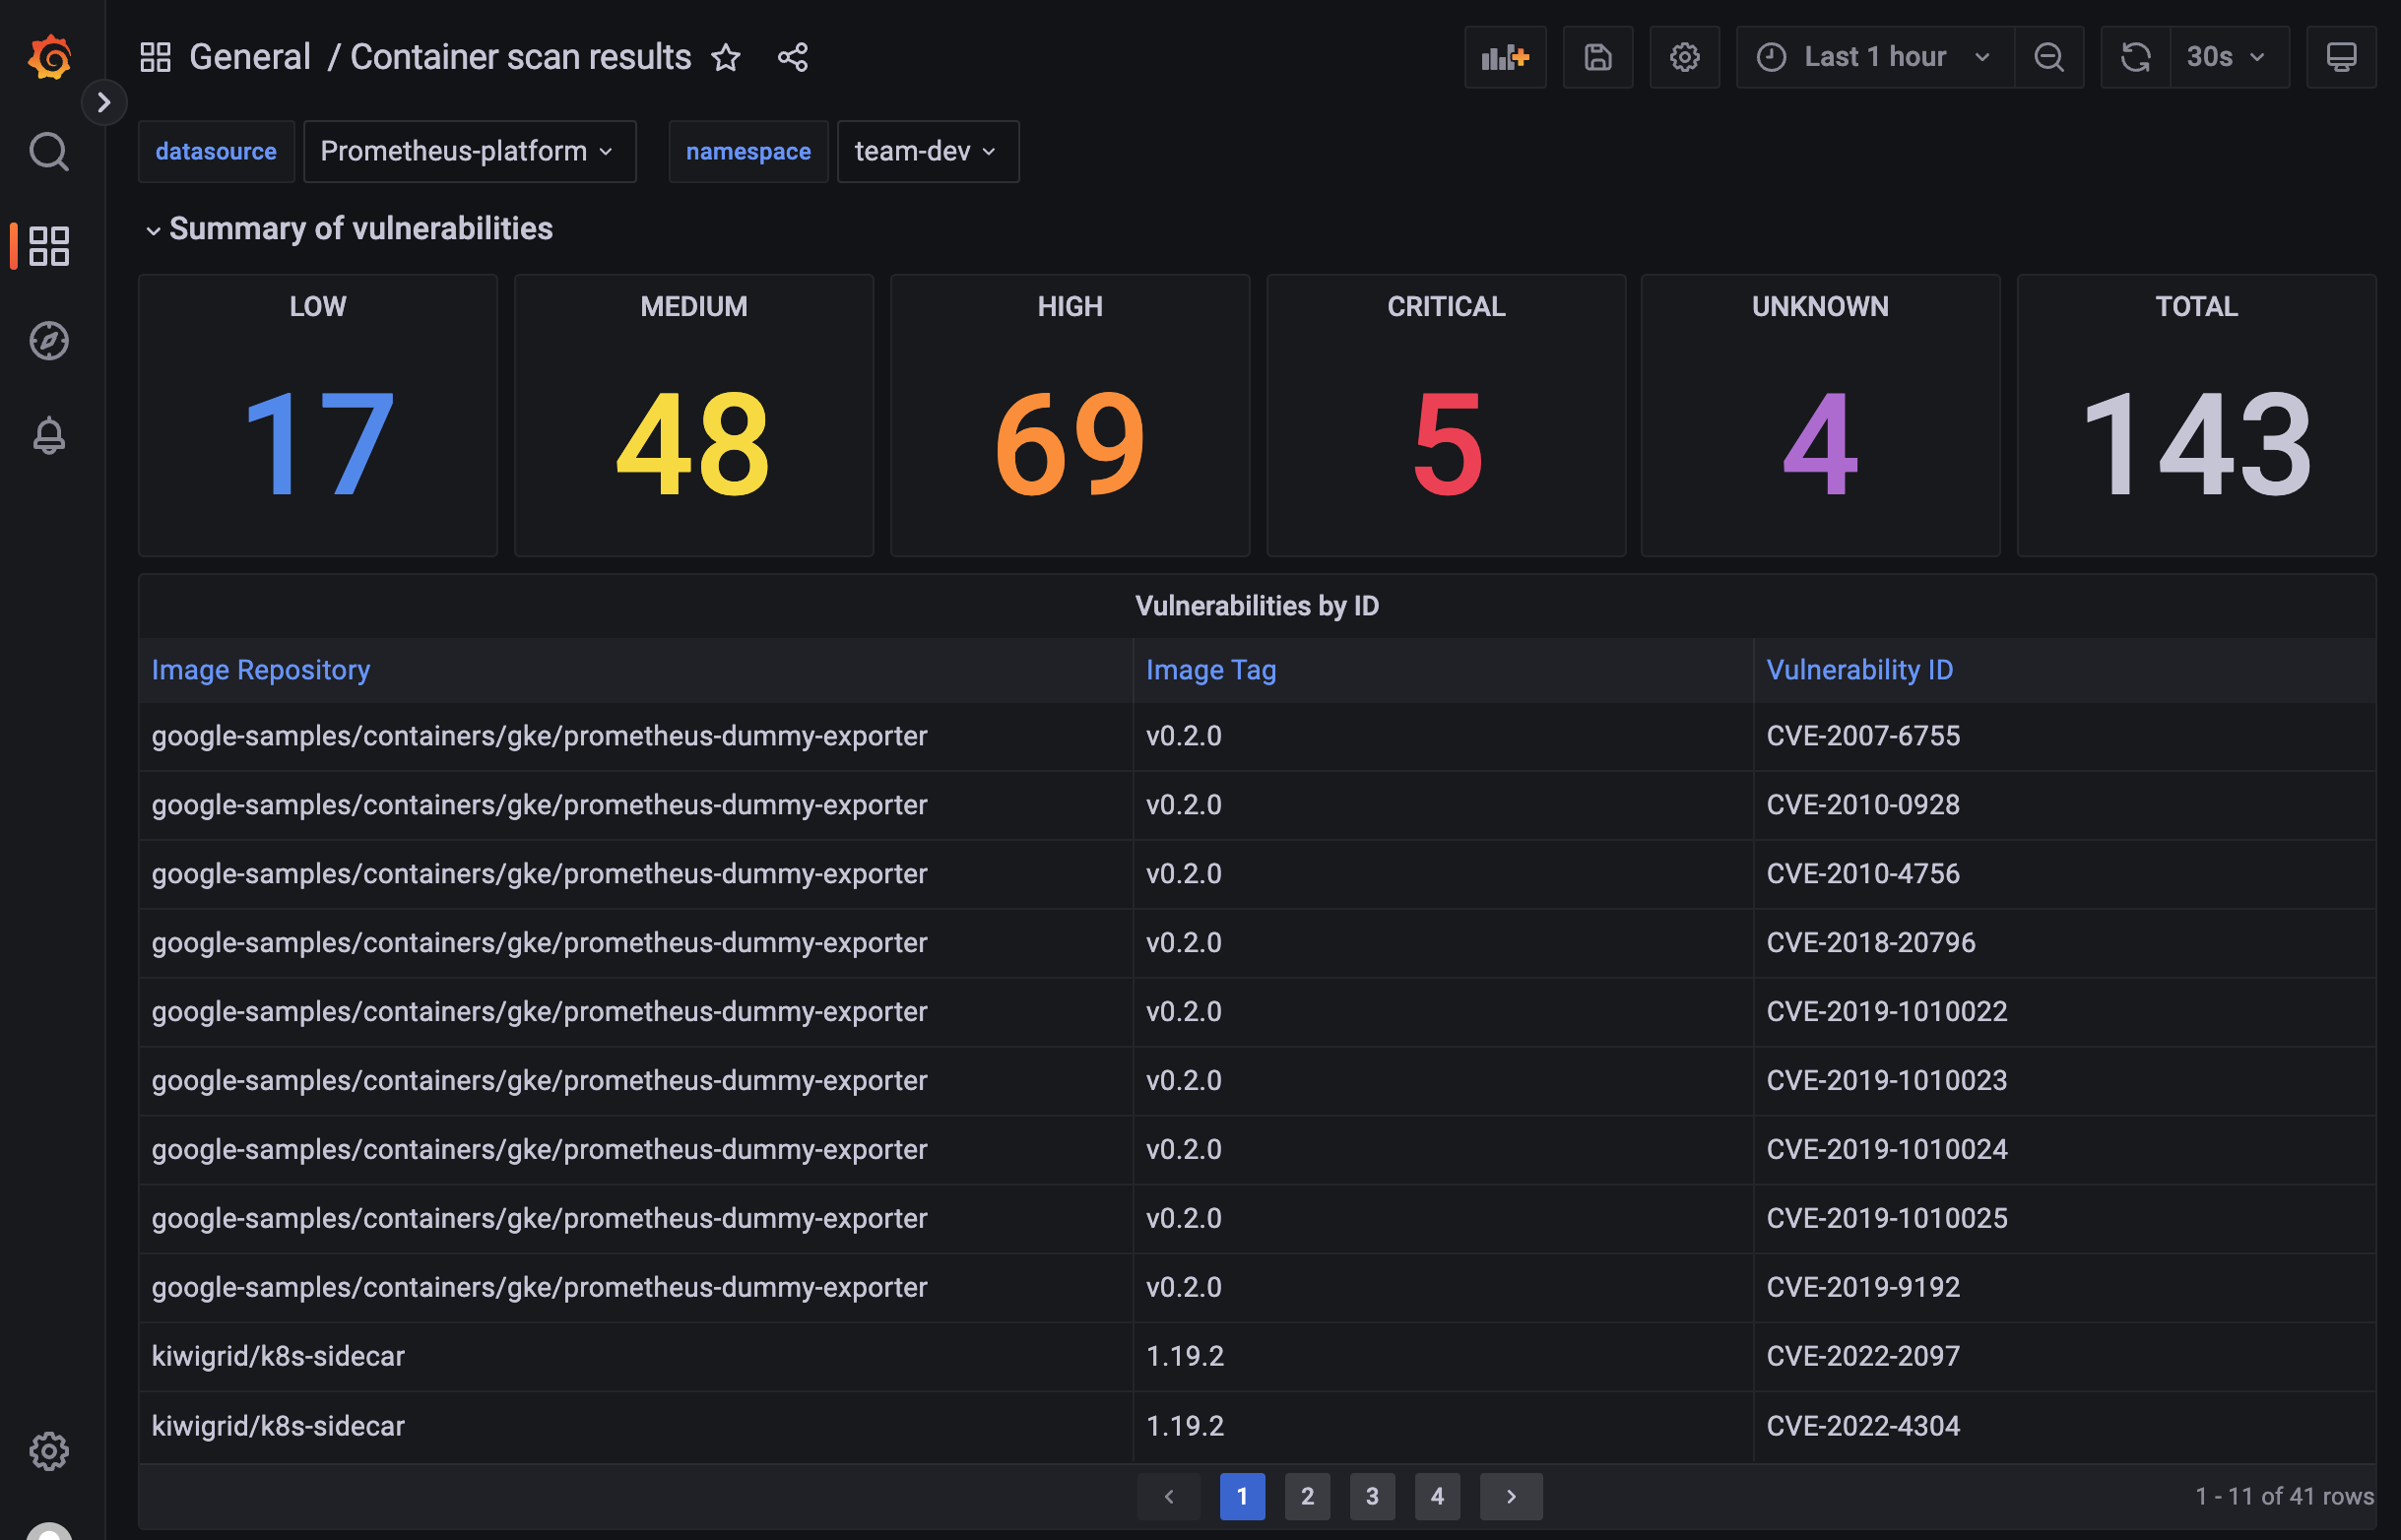 General / Container scan results
Last 1 hour
30s
datasource Prometheus-platform namespace team-dev
Summary of vulnerabilities
LOW MEDIUM HIGH CRITICAL UNKNOWN TOTAL
17 48 69 5 4 143
Vulnerabilities by ID
Image Repository Image Tag Vulnerability ID
google-samples/containers/gke/prometheus-dummy-exporter v0.2.0 CVE-2007-6755
google-samples/containers/gke/prometheus-dummy-exporter v0.2.0 CVE-2010-0928
google-samples/containers/gke/prometheus-dummy-exporter v0.2.0 CVE-2010-4756
google-samples/containers/gke/prometheus-dummy-exporter v0.2.0 CVE-2018-20796
google-samples/containers/gke/prometheus-dummy-exporter v0.2.0 CVE-2019-1010022
google-samples/containers/gke/prometheus-dummy-exporter v0.2.0 CVE-2019-1010023
google-samples/containers/gke/prometheus-dummy-exporter v0.2.0 CVE-2019-1010024
google-samples/containers/gke/prometheus-dummy-exporter v0.2.0 CVE-2019-1010025
google-samples/containers/gke/prometheus-dummy-exporter v0.2.0 CVE-2019-9192
kiwigrid/k8s-sidecar 1.19.2 CVE-2022-2097
kiwigrid/k8s-sidecar 1.19.2 CVE-2022-4304
1 2 3 4
1 - 11 of 41 rows